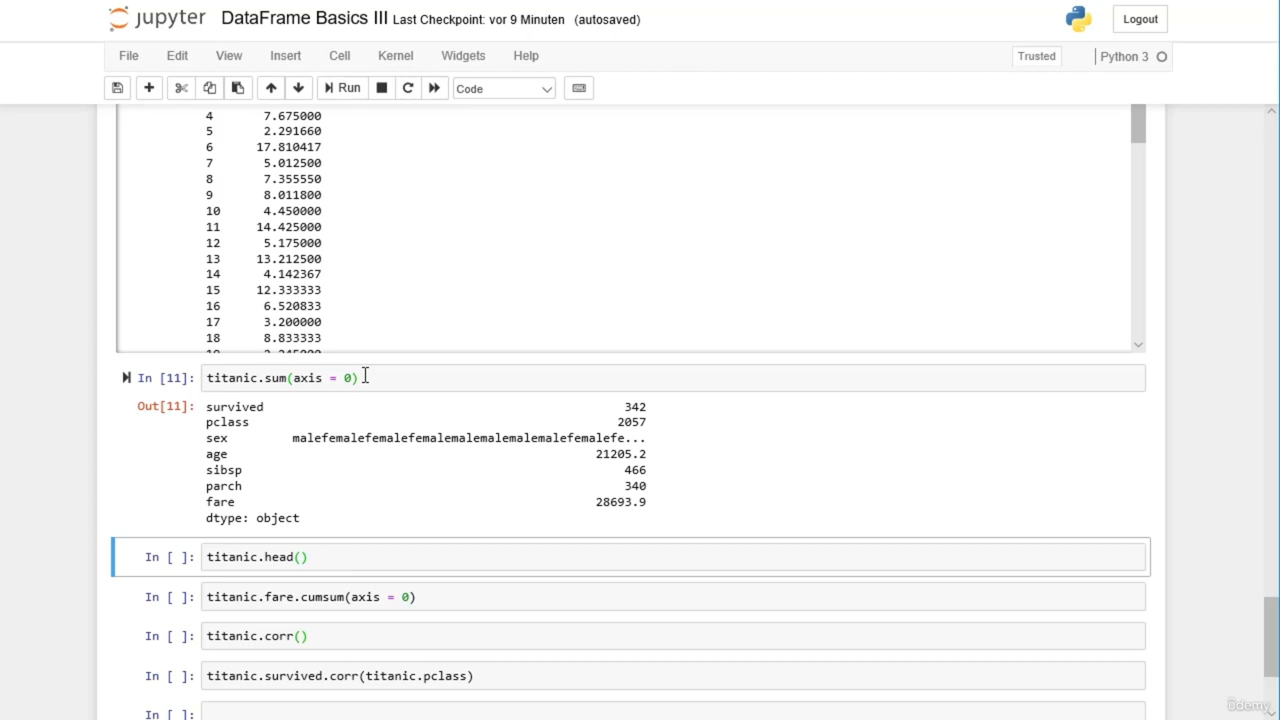 jupyter DataFrame Basics III Last Checkpoint: vor 9 Minuten (autosaved) Logout
File Edit View Insert Cell Kernel Widgets Help Trusted Python 3
Run Code
4 7.675000
5 2.291660
6 17.810417
7 5.012500
8 7.355550
9 8.011800
10 4.450000
11 14.425000
12 5.175000
13 13.212500
14 4.142367
15 12.333333
16 6.520833
17 3.200000
18 8.833333
In [11]: titanic.sum(axis = 0)
Out[11]: survived 342
pclass 2057
sex malefemalefemalefemalemalemalemalemalefemalefe...
age 21205.2
sibsp 466
parch 340
fare 28693.9
dtype: object
In [ ]: titanic.head()
In [ ]: titanic.fare.cumsum(axis = 0)
In [ ]: titanic.corr()
In [ ]: titanic.survived.corr(titanic.pclass)
In [ ]:
ûdemy